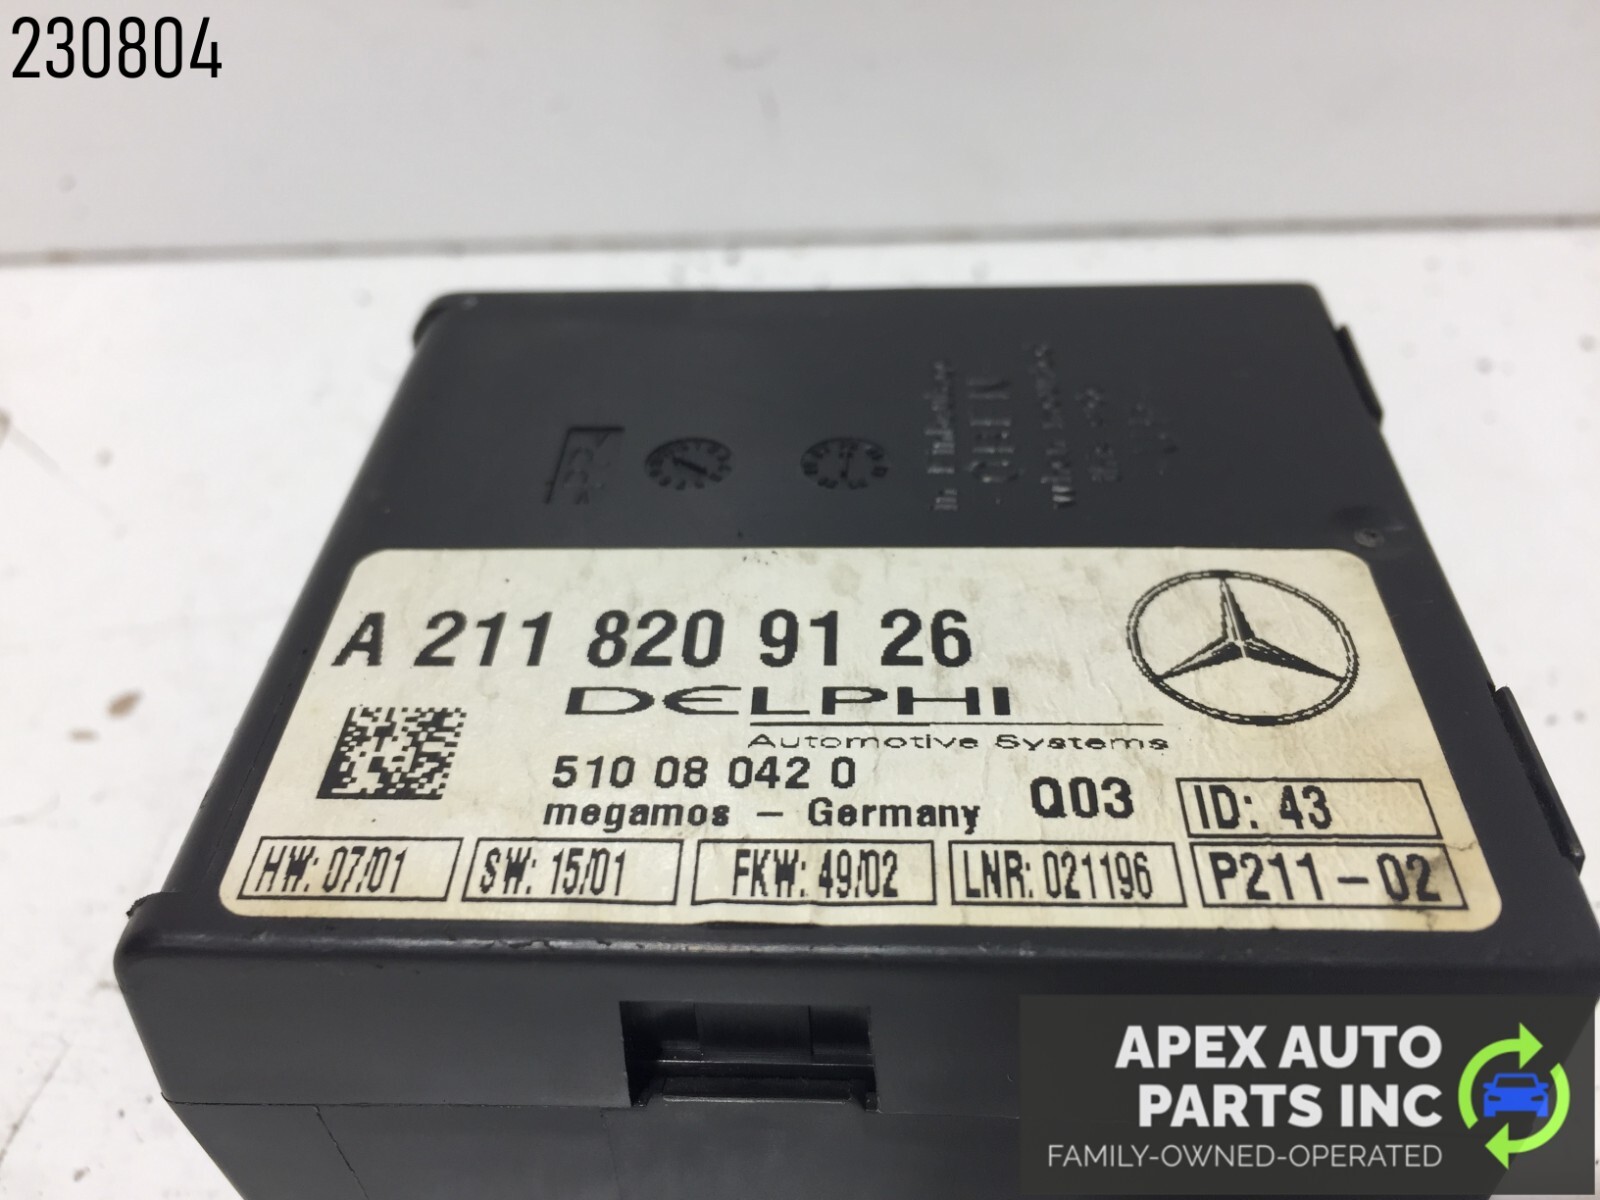 230804
A 211 820 91 26
DELPHI
Automotive Systems
510 08 042 0
megamos - Germany
Q03
ID: 43
HW: 07/01
SW: 15/01
FKW: 49/02
LNR: 021196
P211-02
APEX AUTO
PARTS INC
FAMILY-OWNED-OPERATED